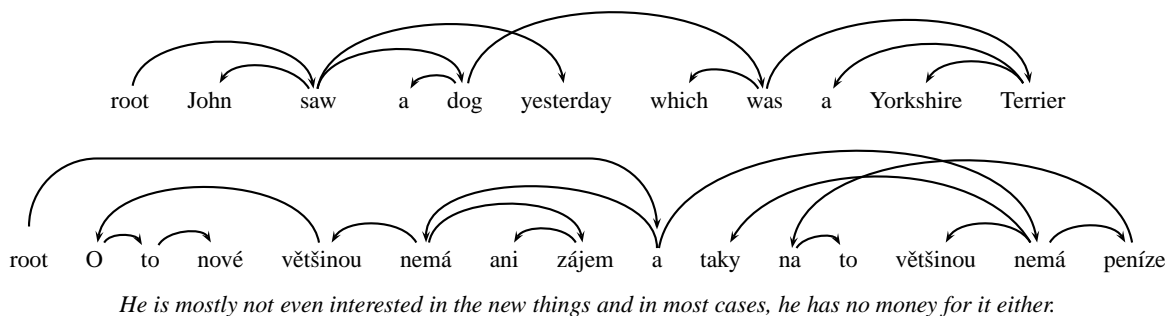 root John saw a dog yesterday which was a Yorkshire Terrier
root O to nové většinou nemá ani zájem a taky na to většinou nemá peníze
He is mostly not even interested in the new things and in most cases, he has no money for it either.